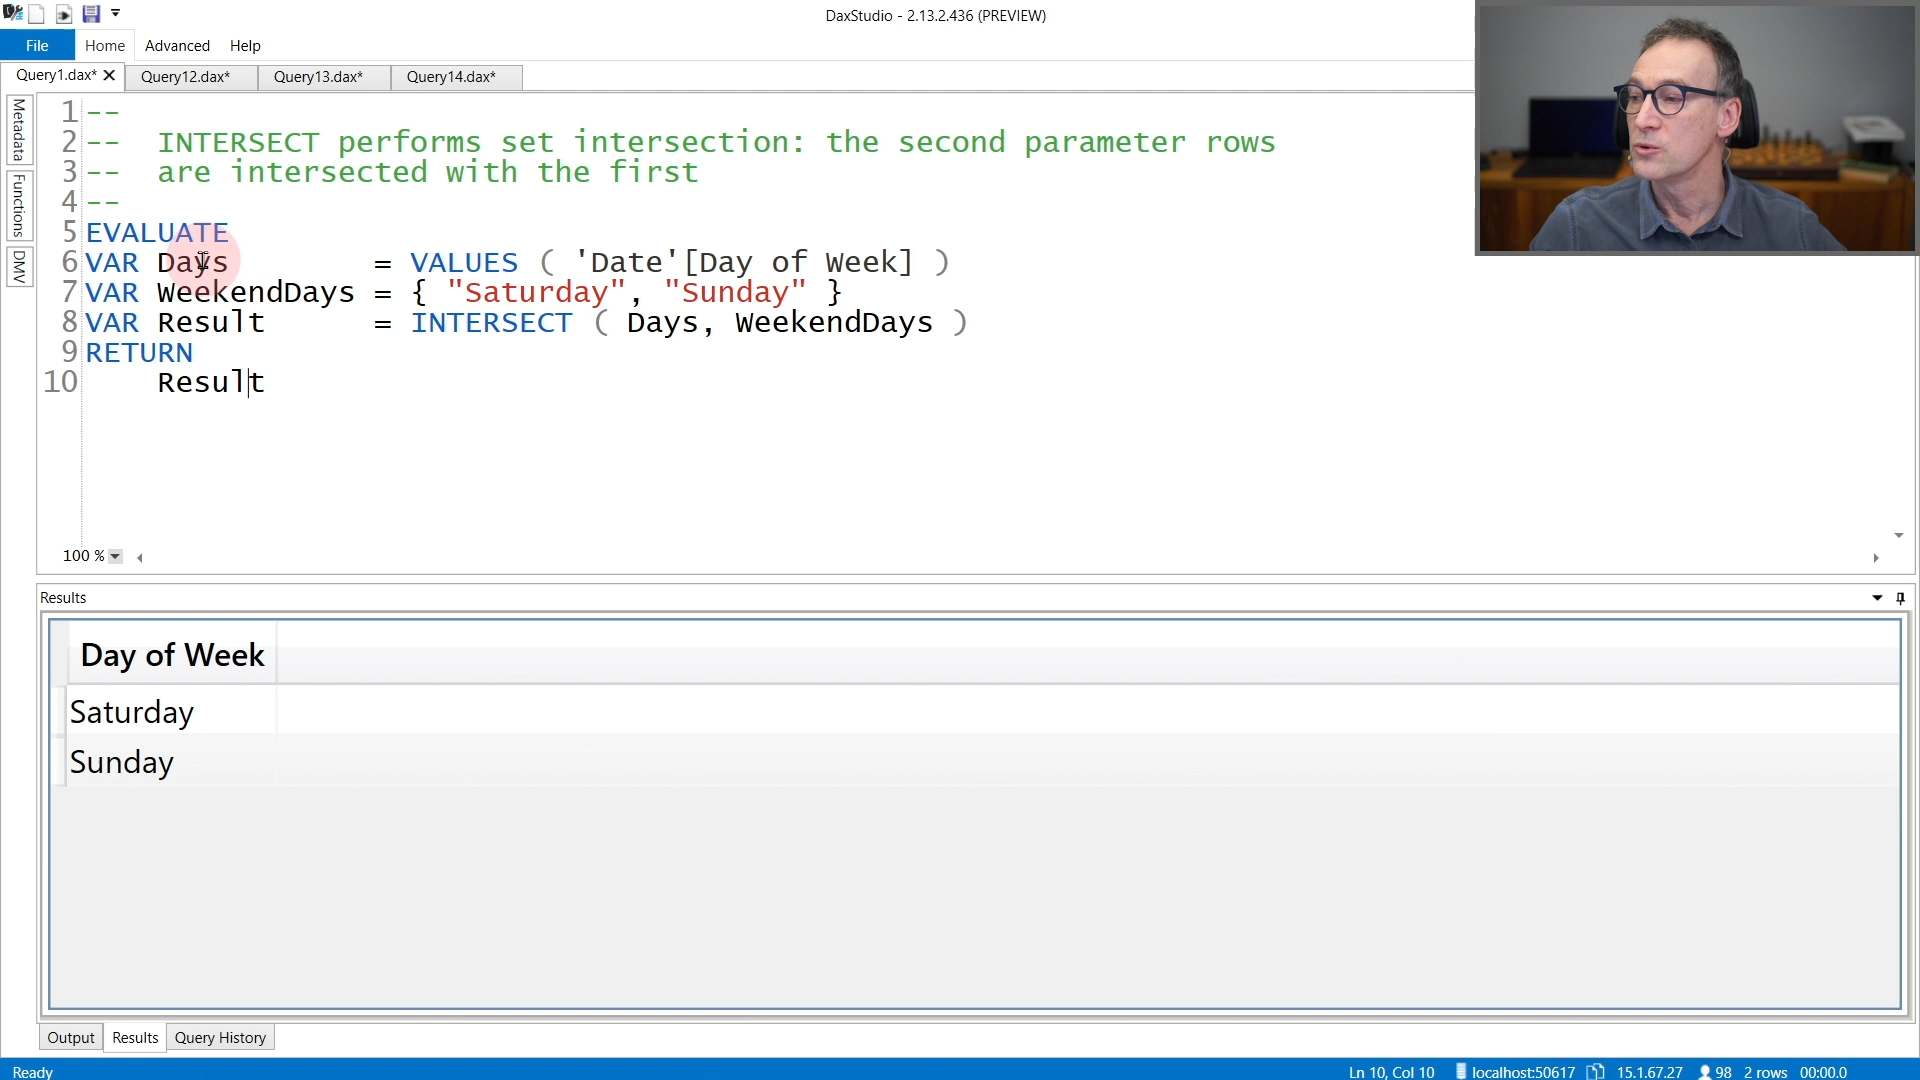 DaxStudio - 2.13.2.436 (PREVIEW)
File Home Advanced Help
Query1.dax* Query12.dax* Query13.dax* Query14.dax*
Metadata
Functions
DMV
1 --
2 -- INTERSECT performs set intersection: the second parameter rows
3 -- are intersected with the first
4 --
5 EVALUATE
6 VAR Days = VALUES ( 'Date'[Day of Week] )
7 VAR WeekendDays = { "Saturday", "Sunday" }
8 VAR Result = INTERSECT ( Days, WeekendDays )
9 RETURN
10 Result
100 %
Results
Day of Week
Saturday
Sunday
Output Results Query History
Ready Ln 10, Col 10 localhost:50617 15.1.67.27 98 2 rows 00:00.0